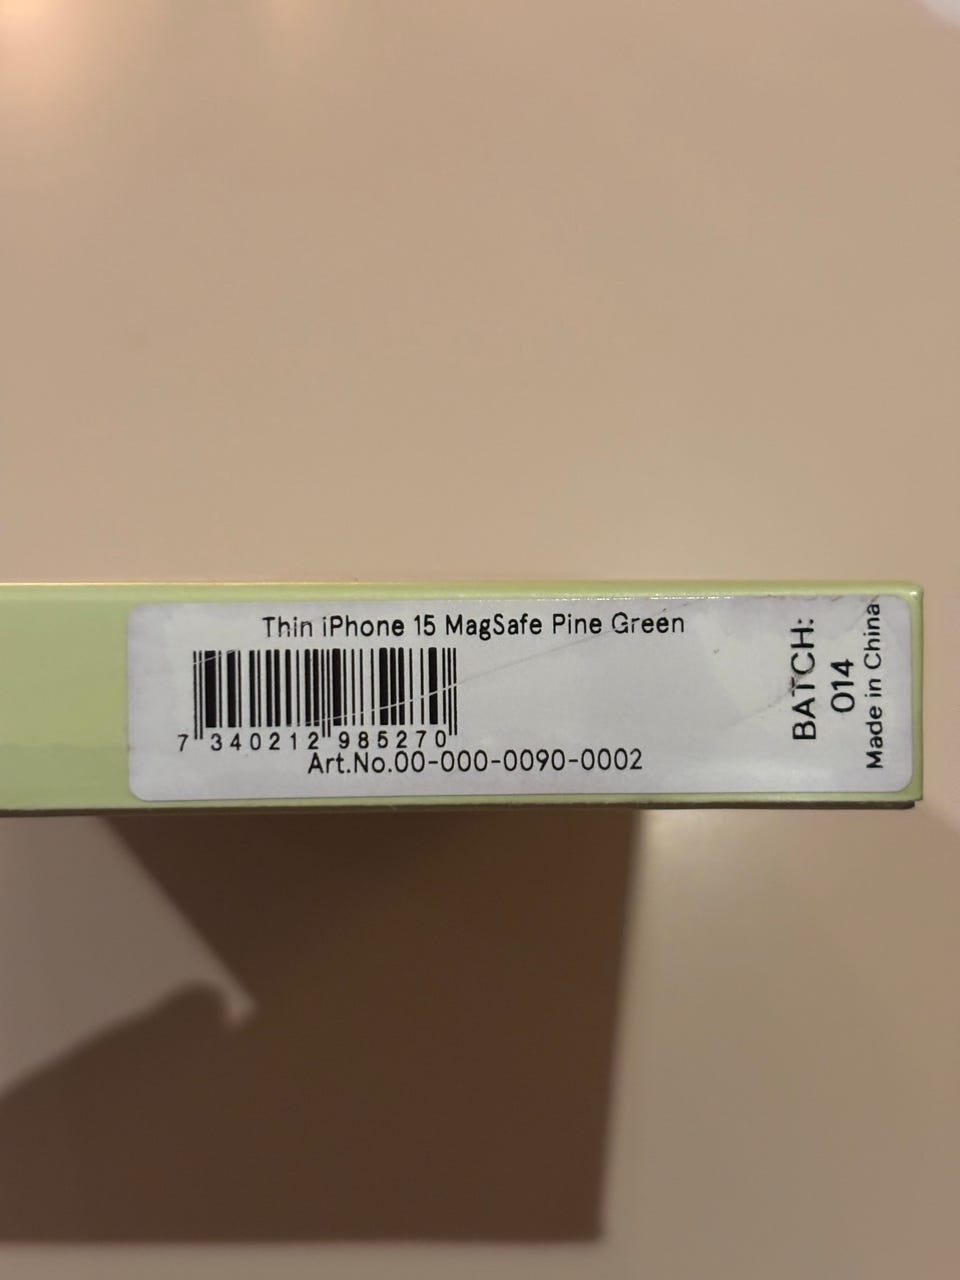 Thin iPhone 15 MagSafe Pine Green
7 340212 985270
Art.No.00-000-0090-0002
BATCH:
014
Made in China